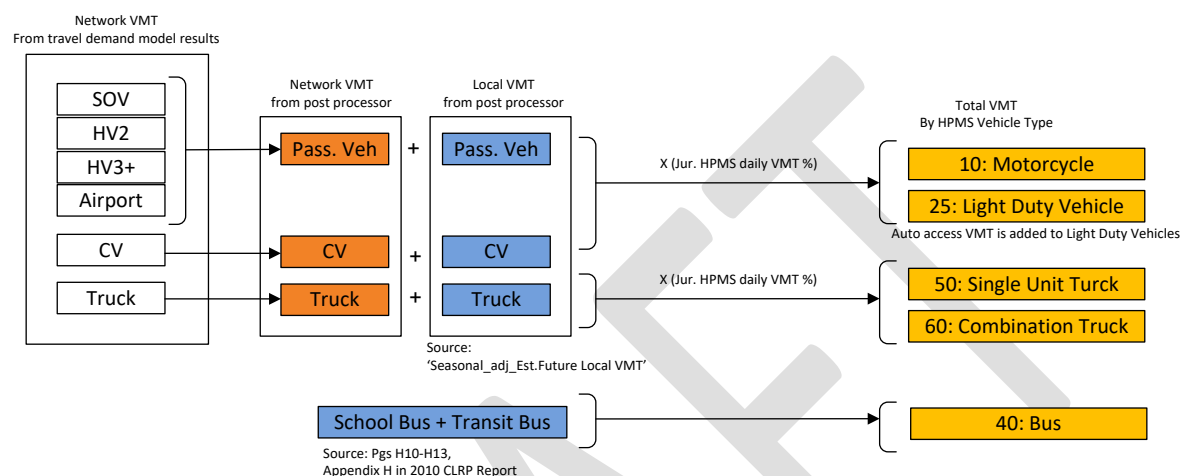 Network VMT
From travel demand model results
SOV
HV2
HV3+
Airport
CV
Truck
Network VMT
from post processor
Pass. Veh
CV
Truck
+
+
+
Local VMT
from post processor
Pass. Veh
CV
Truck
Source:
‘Seasonal_adj_Est.Future Local VMT’
X (Jur. HPMS daily VMT %)
X (Jur. HPMS daily VMT %)
Total VMT
By HPMS Vehicle Type
10: Motorcycle
25: Light Duty Vehicle
Auto access VMT is added to Light Duty Vehicles
50: Single Unit Turck
60: Combination Truck
School Bus + Transit Bus
Source: Pgs H10-H13,
Appendix H in 2010 CLRP Report
40: Bus